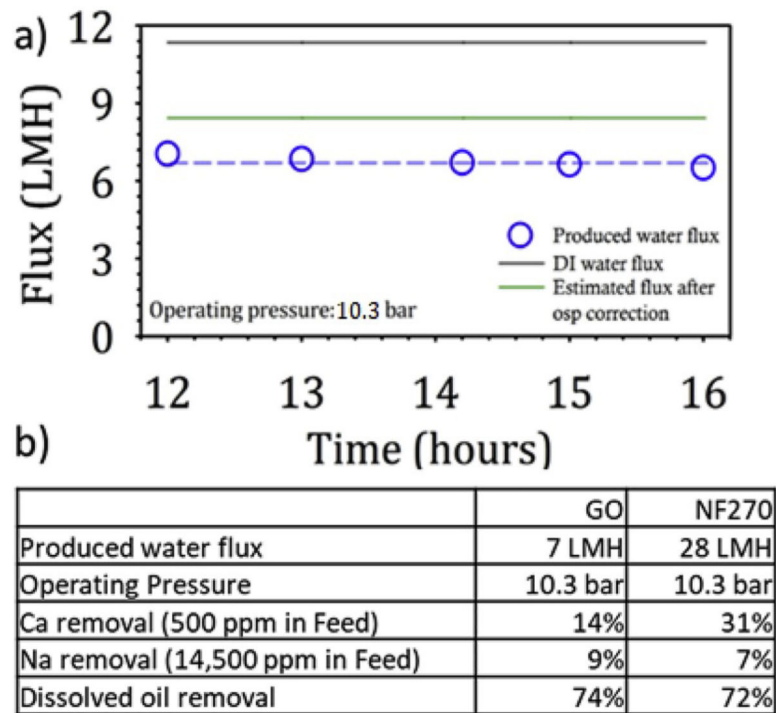 a)
12
9
6
3
0
Flux (LMH)
Produced water flux
DI water flux
Estimated flux after
osp correction
Operating pressure:10.3 bar
12 13 14 15 16
Time (hours)
b)
GO NF270
Produced water flux 7 LMH 28 LMH
Operating Pressure 10.3 bar 10.3 bar
Ca removal (500 ppm in Feed) 14% 31%
Na removal (14,500 ppm in Feed) 9% 7%
Dissolved oil removal 74% 72%